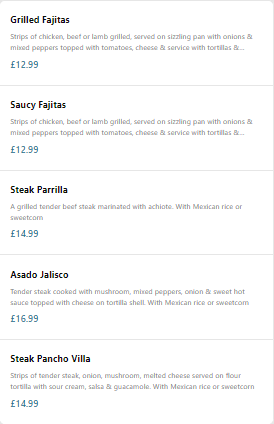 Grilled Fajitas
Strips of chicken, beef or lamb grilled, served on sizzling pan with onions &
mixed peppers topped with tomatoes, cheese & service with tortillas &...
£12.99
Saucy Fajitas
Strips of chicken, beef or lamb grilled, served on sizzling pan with onions &
mixed peppers topped with tomatoes, cheese & service with tortillas &...
£12.99
Steak Parrilla
A grilled tender beef steak marinated with achiote. With Mexican rice or
sweetcorn
£14.99
Asado Jalisco
Tender steak cooked with mushroom, mixed peppers, onion & sweet hot
sauce topped with cheese on tortilla shell. With Mexican rice or sweetcorn
£16.99
Steak Pancho Villa
Strips of tender steak, onion, mushroom, melted cheese served on flour
tortilla with sour cream, salsa & guacamole. With Mexican rice or sweetcorn
£14.99